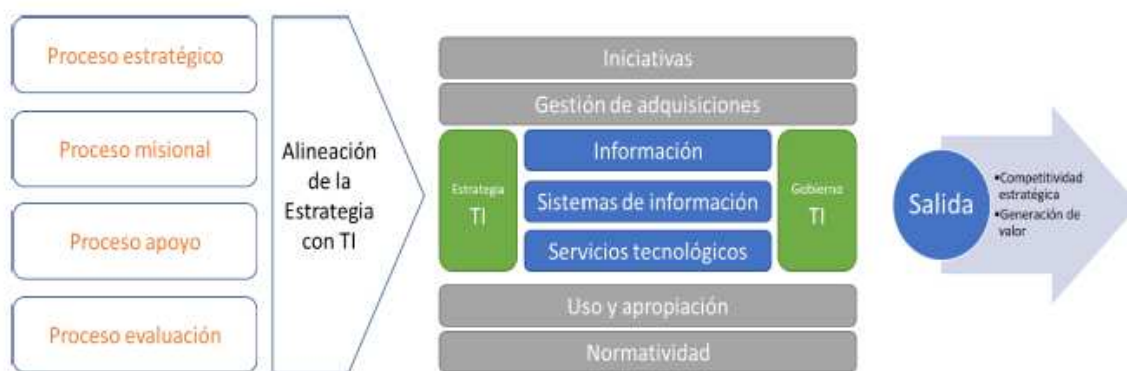 Proceso estratégico
Proceso misional
Proceso apoyo
Proceso evaluación
Alineación
de la
Estrategia
con TI
Iniciativas
Gestión de adquisiciones
Estrategia
TI
Información
Sistemas de información
Servicios tecnológicos
Gobierno
TI
Uso y apropiación
Normatividad
Salida
•Competitividad
estratégica
•Generación de
valor